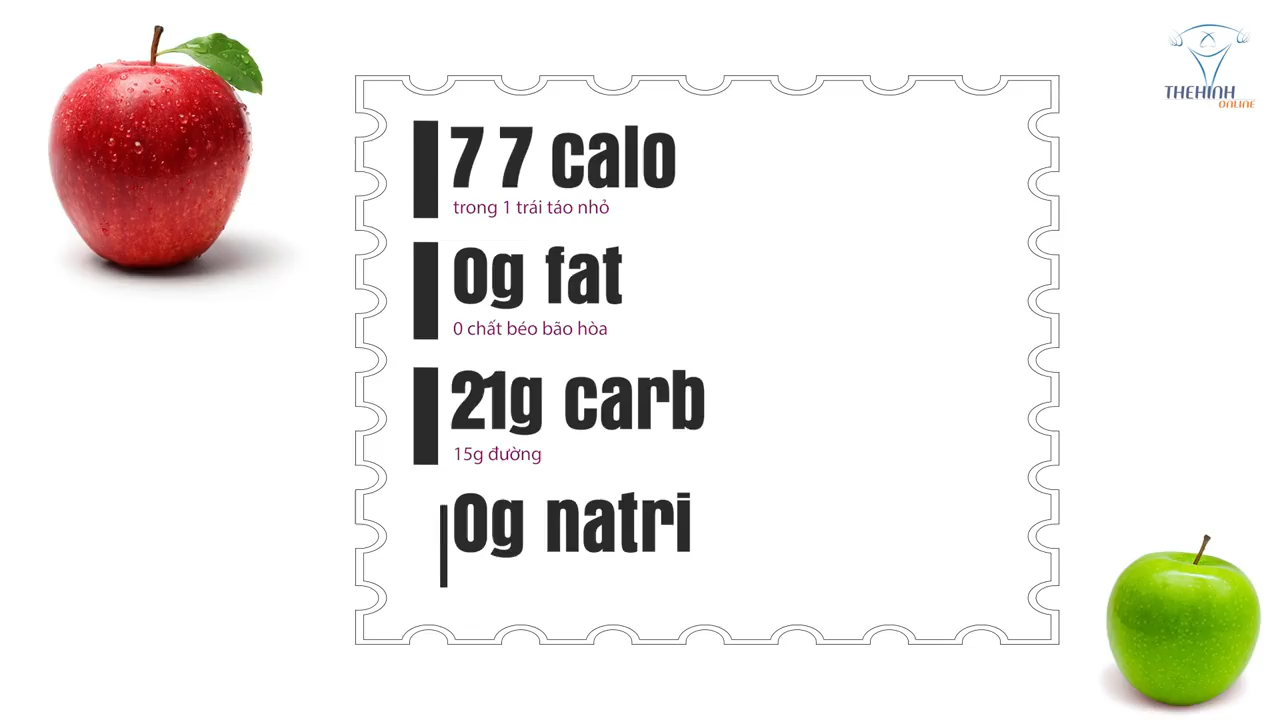 THEHINH
ONLINE
7 7 calo
trong 1 trái táo nhỏ
0g fat
0 chất béo bão hòa
21g carb
15g đường
0g natri